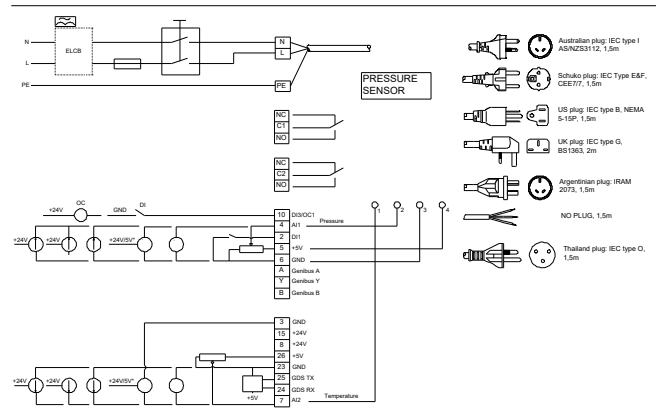 N
ELCB
L
PE
N
L
PE
PRESSURE
SENSOR
NC
C1
NO
NC
C2
NO
OC
+24V
GND
DI
10 DI3/OC1
4 AI1
Pressure
2 DI1
5 +5V
6 GND
A Genibus A
Y Genibus Y
B Genibus B
+24V
+24V
+24V/5V*
1
2
3
4
3 GND
15 +24V
8 +24V
26 +5V
23 GND
25 GDS TX
24 GDS RX
7 AI2
Temperature
+24V
+24V
+24V/5V*
+5V
Australian plug: IEC type I
AS/NZS3112, 1,5m
Schuko plug: IEC Type E&F,
CEE7/7, 1,5m
US plug: IEC type B, NEMA
5-15P, 1,5m
UK plug: IEC type G,
BS1363, 2m
Argentinian plug: IRAM
2073, 1,5m
NO PLUG, 1,5m
Thailand plug: IEC type O,
1,5m